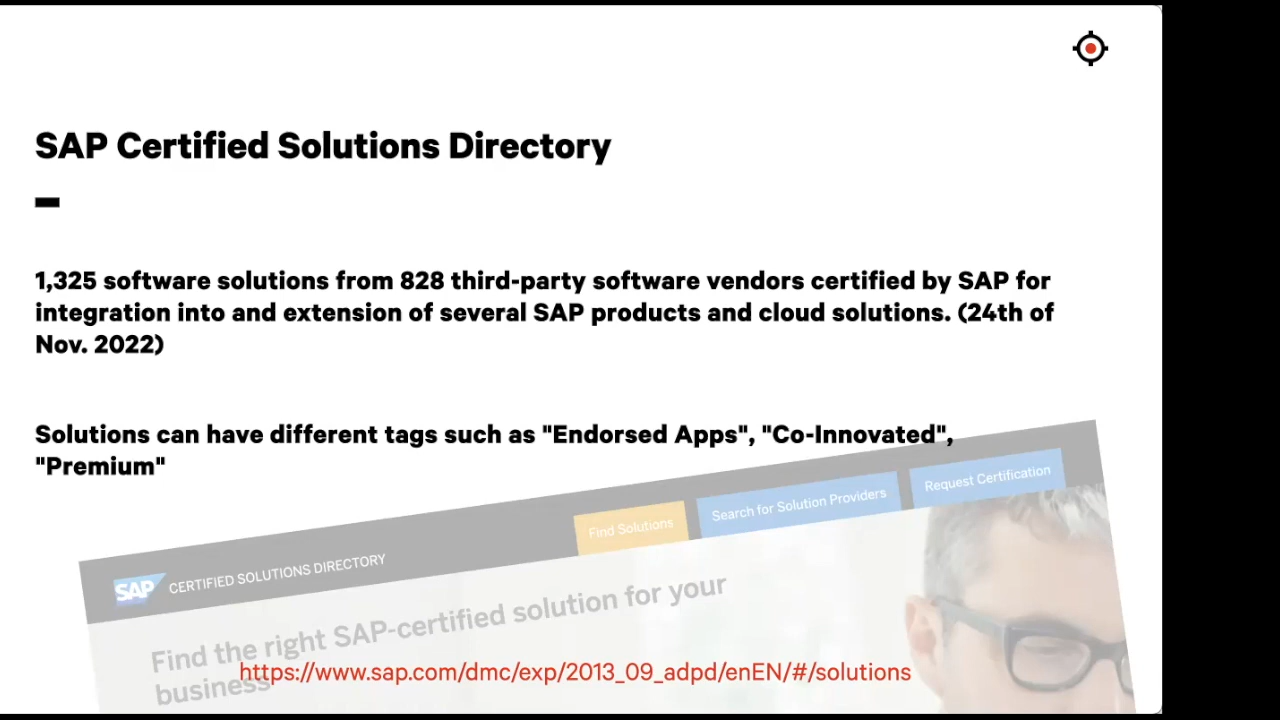 SAP Certified Solutions Directory
1,325 software solutions from 828 third-party software vendors certified by SAP for
integration into and extension of several SAP products and cloud solutions. (24th of
Nov. 2022)
Solutions can have different tags such as "Endorsed Apps", "Co-Innovated",
"Premium"
Find Solutions
Search for Solution Providers
Request Certification
SAP CERTIFIED SOLUTIONS DIRECTORY
Find the right SAP-certified solution for your
business
https://www.sap.com/dmc/exp/2013_09_adpd/enEN/#/solutions